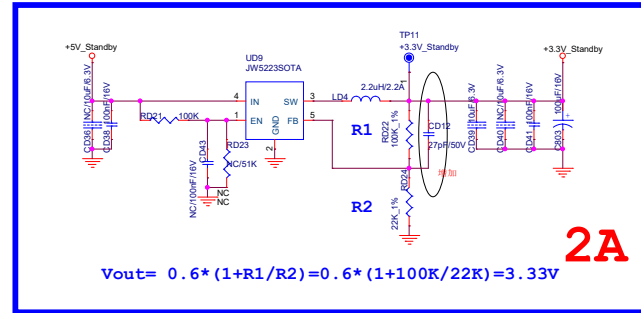 TP11
+5V_Standby
+3.3V_Standby
+3.3V_Standby
UD9
JW5223SOTA
2.2uH/2.2A
LD4
4
IN
SW
3
1
EN
FB
5
GND
2
1
RD21
100K
CD36
NC/10uF/6.3V
CD38
100nF/16V
CD43
NC/100nF/16V
RD23
NC/51K
NC
NC
R1
RD22
100K_1%
CD12
27pF/50V
增加
CD39
10uF/6.3V
CD40
NC/10uF/6.3V
CD41
100nF/16V
C803
100uF/16V
+
R2
RD24
22K_1%
2A
Vout= 0.6*(1+R1/R2)=0.6*(1+100K/22K)=3.33V